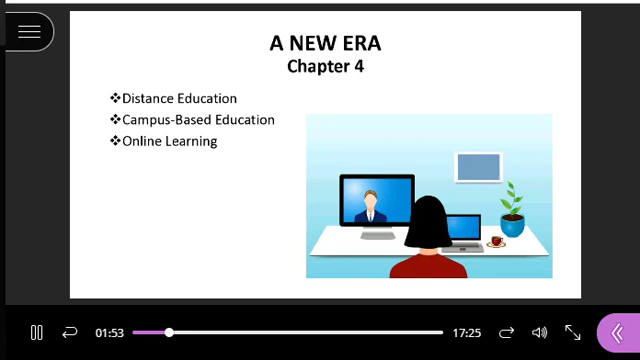 A NEW ERA
Chapter 4
❖Distance Education
❖Campus-Based Education
❖Online Learning
01:53
17:25